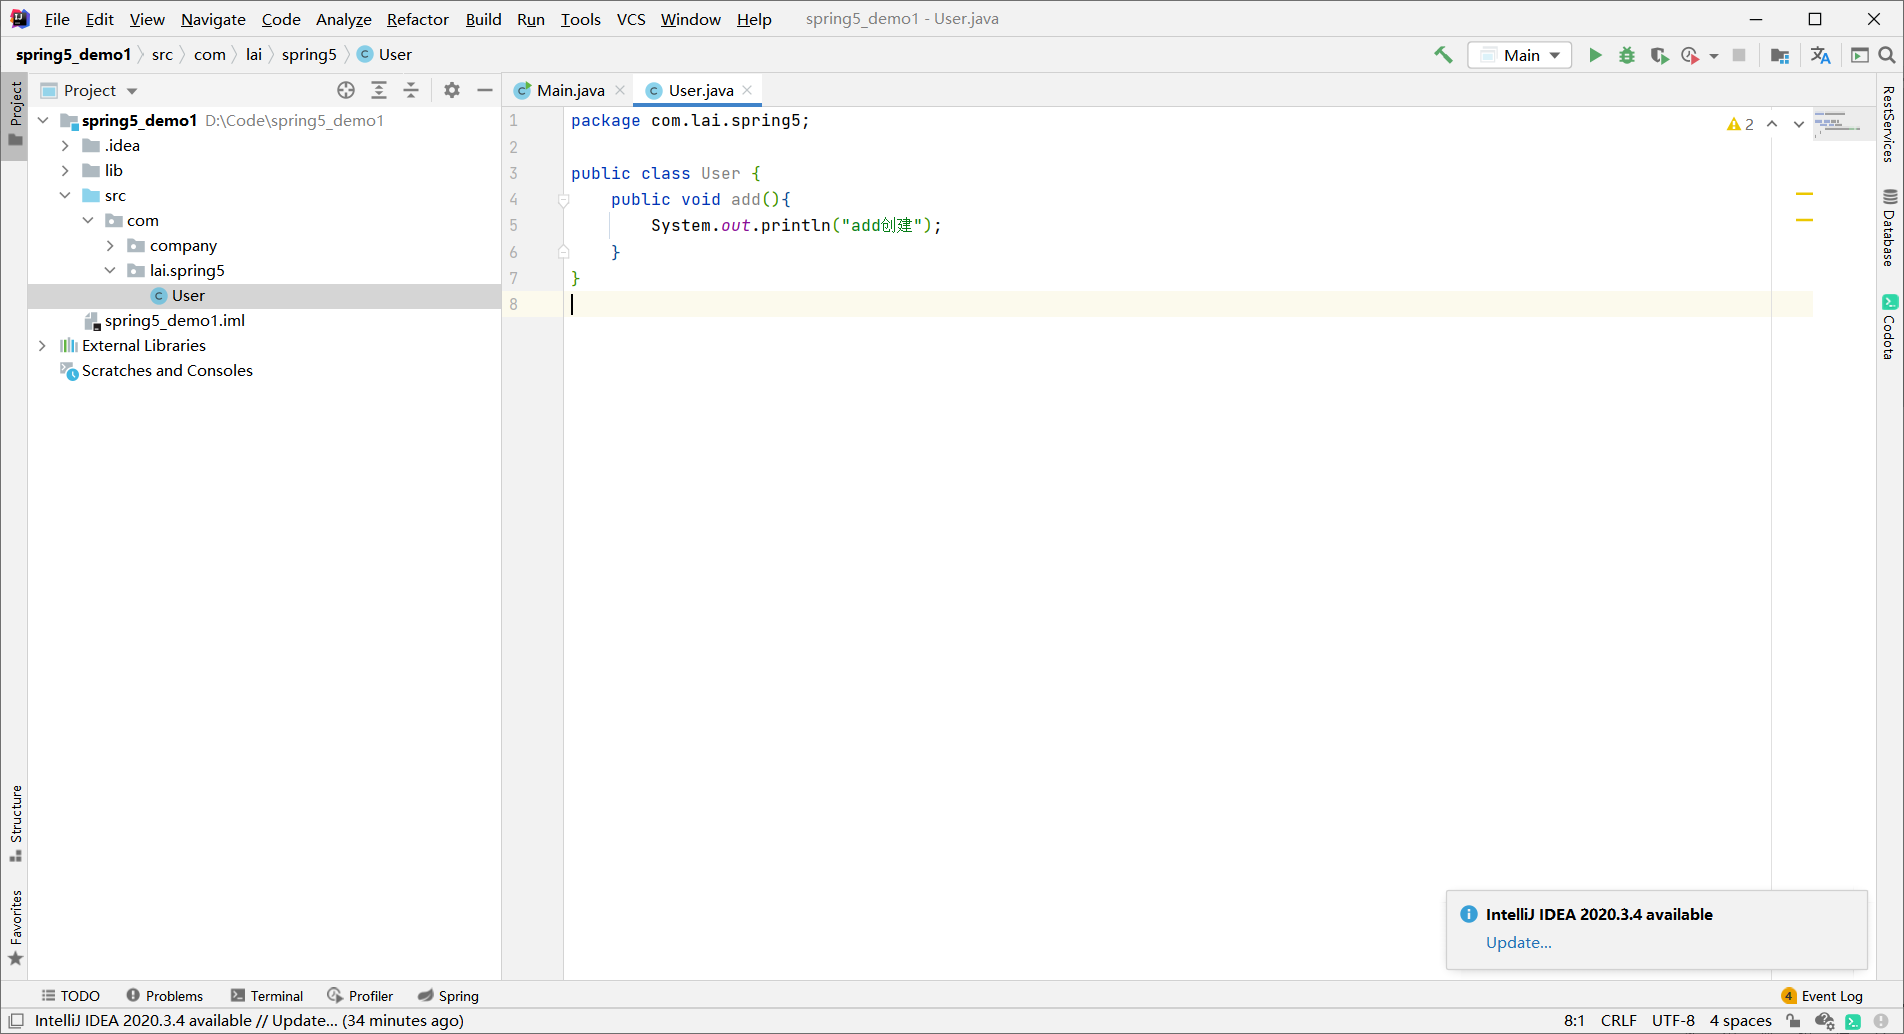 File Edit View Navigate Code Analyze Refactor Build Run Tools VCS Window Help spring5_demo1 - User.java
spring5_demo1 src com lai spring5 User
Main
Project
Main.java
User.java
spring5_demo1 D:\Code\spring5_demo1
.idea
lib
src
com
company
lai.spring5
User
spring5_demo1.iml
External Libraries
Scratches and Consoles
1 package com.lai.spring5;
2
3 public class User {
4     public void add(){
5         System.out.println("add创建");
6     }
7 }
8
2
Project
Structure
Favorites
RestServices
Database
Codota
IntelliJ IDEA 2020.3.4 available
Update...
TODO Problems Terminal Profiler Spring
4 Event Log
IntelliJ IDEA 2020.3.4 available // Update... (34 minutes ago)
8:1 CRLF UTF-8 4 spaces